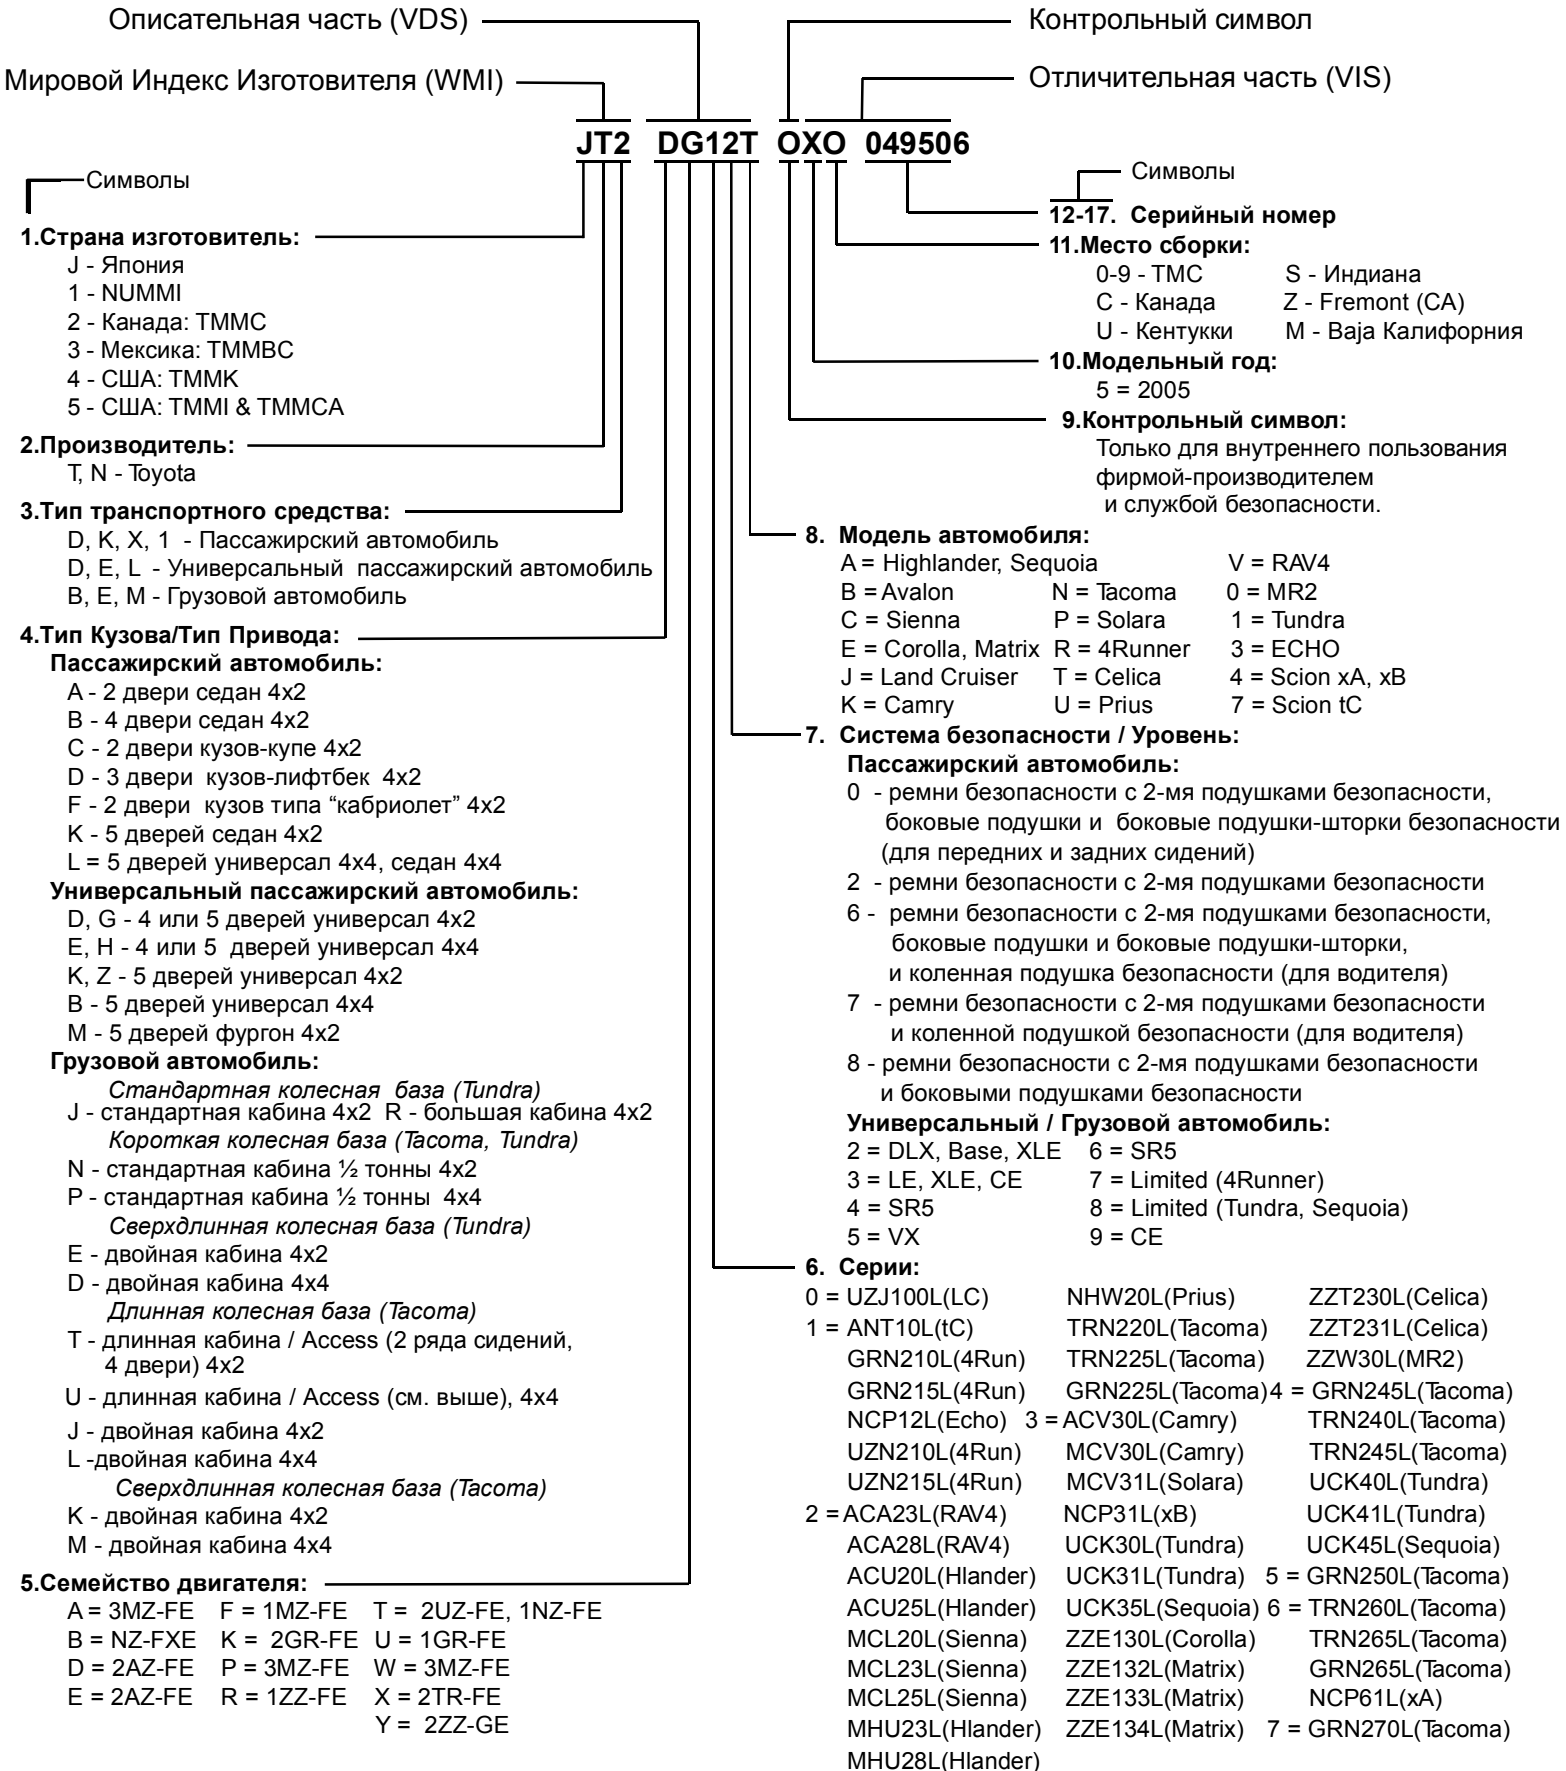 Описательная часть (VDS)
Контрольный символ
Мировой Индекс Изготовителя (WMI)
Отличительная часть (VIS)
JT2 DG12T OXO 049506
Символы
1.Страна изготовитель:
J - Япония
1 - NUMMI
2 - Канада: TMMC
3 - Мексика: TMMBC
4 - США: TMMK
5 - США: TMMI & TMMCA
2.Производитель:
T, N - Toyota
3.Тип транспортного средства:
D, K, X, 1 - Пассажирский автомобиль
D, E, L - Универсальный пассажирский автомобиль
B, E, M - Грузовой автомобиль
4.Тип Кузова/Тип Привода:
Пассажирский автомобиль:
A - 2 двери седан 4x2
B - 4 двери седан 4x2
C - 2 двери кузов-купе 4x2
D - 3 двери кузов-лифтбек 4x2
F - 2 двери кузов типа “кабриолет” 4x2
K - 5 дверей седан 4x2
L = 5 дверей универсал 4x4, седан 4x4
Универсальный пассажирский автомобиль:
D, G - 4 или 5 дверей универсал 4x2
E, H - 4 или 5 дверей универсал 4x4
K, Z - 5 дверей универсал 4x2
B - 5 дверей универсал 4x4
M - 5 дверей фургон 4x2
Грузовой автомобиль:
Стандартная колесная база (Tundra)
J - стандартная кабина 4x2 R - большая кабина 4x2
Короткая колесная база (Tacoma, Tundra)
N - стандартная кабина ½ тонны 4x2
P - стандартная кабина ½ тонны 4x4
Сверхдлинная колесная база (Tundra)
E - двойная кабина 4x2
D - двойная кабина 4x4
Длинная колесная база (Tacoma)
T - длинная кабина / Access (2 ряда сидений,
4 двери) 4x2
U - длинная кабина / Access (см. выше), 4x4
J - двойная кабина 4x2
L -двойная кабина 4x4
Сверхдлинная колесная база (Tacoma)
K - двойная кабина 4x2
M - двойная кабина 4x4
5.Семейство двигателя:
A = 3MZ-FE F = 1MZ-FE T = 2UZ-FE, 1NZ-FE
B = NZ-FXE K = 2GR-FE U = 1GR-FE
D = 2AZ-FE P = 3MZ-FE W = 3MZ-FE
E = 2AZ-FE R = 1ZZ-FE X = 2TR-FE
Y = 2ZZ-GE
Символы
12-17. Серийный номер
11.Место сборки:
0-9 - TMC S - Индиана
C - Канада Z - Fremont (CA)
U - Кентукки M - Baja Калифорния
10.Модельный год:
5 = 2005
9.Контрольный символ:
Только для внутреннего пользования
фирмой-производителем
и службой безопасности.
8. Модель автомобиля:
A = Highlander, Sequoia V = RAV4
B = Avalon N = Tacoma 0 = MR2
C = Sienna P = Solara 1 = Tundra
E = Corolla, Matrix R = 4Runner 3 = ECHO
J = Land Cruiser T = Celica 4 = Scion xA, xB
K = Camry U = Prius 7 = Scion tC
7. Система безопасности / Уровень:
Пассажирский автомобиль:
0 - ремни безопасности с 2-мя подушками безопасности,
боковые подушки и боковые подушки-шторки безопасности
(для передних и задних сидений)
2 - ремни безопасности с 2-мя подушками безопасности
6 - ремни безопасности с 2-мя подушками безопасности,
боковые подушки и боковые подушки-шторки,
и коленная подушка безопасности (для водителя)
7 - ремни безопасности с 2-мя подушками безопасности
и коленной подушкой безопасности (для водителя)
8 - ремни безопасности с 2-мя подушками безопасности
и боковыми подушками безопасности
Универсальный / Грузовой автомобиль:
2 = DLX, Base, XLE 6 = SR5
3 = LE, XLE, CE 7 = Limited (4Runner)
4 = SR5 8 = Limited (Tundra, Sequoia)
5 = VX 9 = CE
6. Серии:
0 = UZJ100L(LC) NHW20L(Prius) ZZT230L(Celica)
1 = ANT10L(tC) TRN220L(Tacoma) ZZT231L(Celica)
GRN210L(4Run) TRN225L(Tacoma) ZZW30L(MR2)
GRN215L(4Run) GRN225L(Tacoma) 4 = GRN245L(Tacoma)
NCP12L(Echo) 3 = ACV30L(Camry) TRN240L(Tacoma)
UZN210L(4Run) MCV30L(Camry) TRN245L(Tacoma)
UZN215L(4Run) MCV31L(Solara) UCK40L(Tundra)
2 = ACA23L(RAV4) NCP31L(xB) UCK41L(Tundra)
ACA28L(RAV4) UCK30L(Tundra) UCK45L(Sequoia)
ACU20L(Hlander) UCK31L(Tundra) 5 = GRN250L(Tacoma)
ACU25L(Hlander) UCK35L(Sequoia) 6 = TRN260L(Tacoma)
MCL20L(Sienna) ZZE130L(Corolla) TRN265L(Tacoma)
MCL23L(Sienna) ZZE132L(Matrix) GRN265L(Tacoma)
MCL25L(Sienna) ZZE133L(Matrix) NCP61L(xA)
MHU23L(Hlander) ZZE134L(Matrix) 7 = GRN270L(Tacoma)
MHU28L(Hlander)